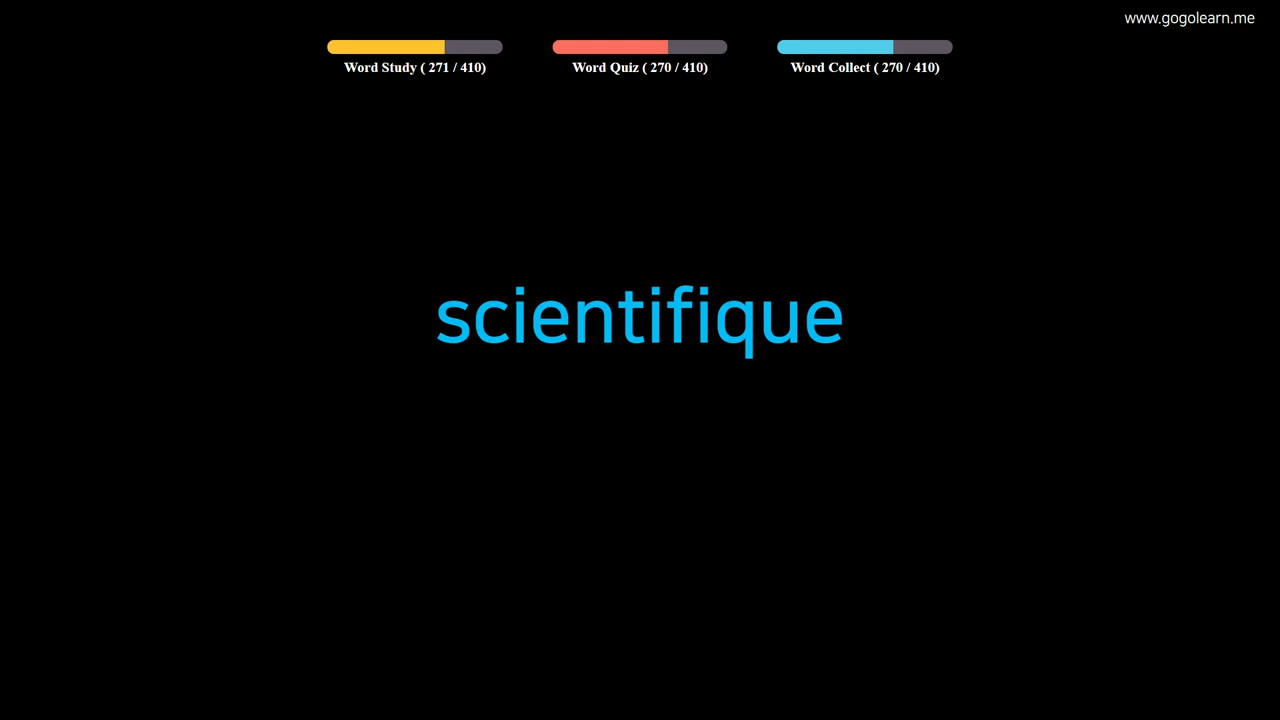 www.gogolearn.me
Word Study ( 271 / 410)
Word Quiz ( 270 / 410)
Word Collect ( 270 / 410)
scientifique